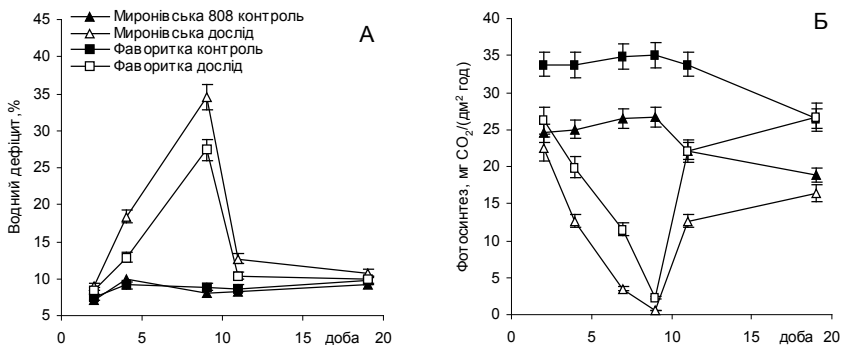 Миронівська 808 контроль
Миронівська дослід
Фаворитка контроль
Фаворитка дослід
А
Водний дефіцит,%
45%
40%
35%
30%
25%
20%
15%
10%
5%
0 5 10 15 доба 20
Б
Фотосинтез, мг CO₂/(дм² год)
40
35
30
25
20
15
10
5
0
0 5 10 15 доба 20